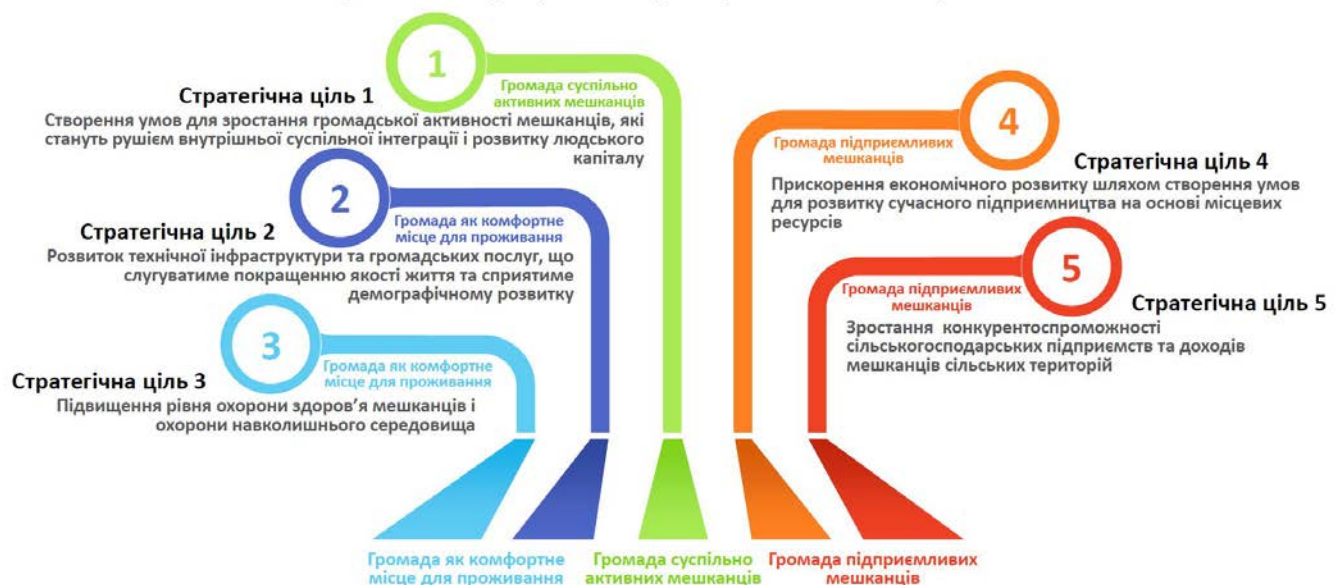 1
Громада суспільно
активних мешканців
Стратегічна ціль 1
Створення умов для зростання громадської активності мешканців, які
стануть рушієм внутрішньої суспільної інтеграції і розвитку людського
капіталу
2
Громада як комфортне
місце для проживання
Стратегічна ціль 2
Розвиток технічної інфраструктури та громадських послуг, що
слугуватиме покращенню якості життя та сприятиме
демографічному розвитку
3
Громада як комфортне
місце для проживання
Стратегічна ціль 3
Підвищення рівня охорони здоров’я мешканців і
охорони навколишнього середовища
4
Громада підприємливих
мешканців
Стратегічна ціль 4
Прискорення економічного розвитку шляхом створення умов
для розвитку сучасного підприємництва на основі місцевих
ресурсів
5
Громада підприємливих
мешканців
Стратегічна ціль 5
Зростання конкурентоспроможності
сільськогосподарських підприємств та доходів
мешканців сільських територій
Громада як комфортне
місце для проживання
Громада суспільно
активних мешканців
Громада підприємливих
мешканців